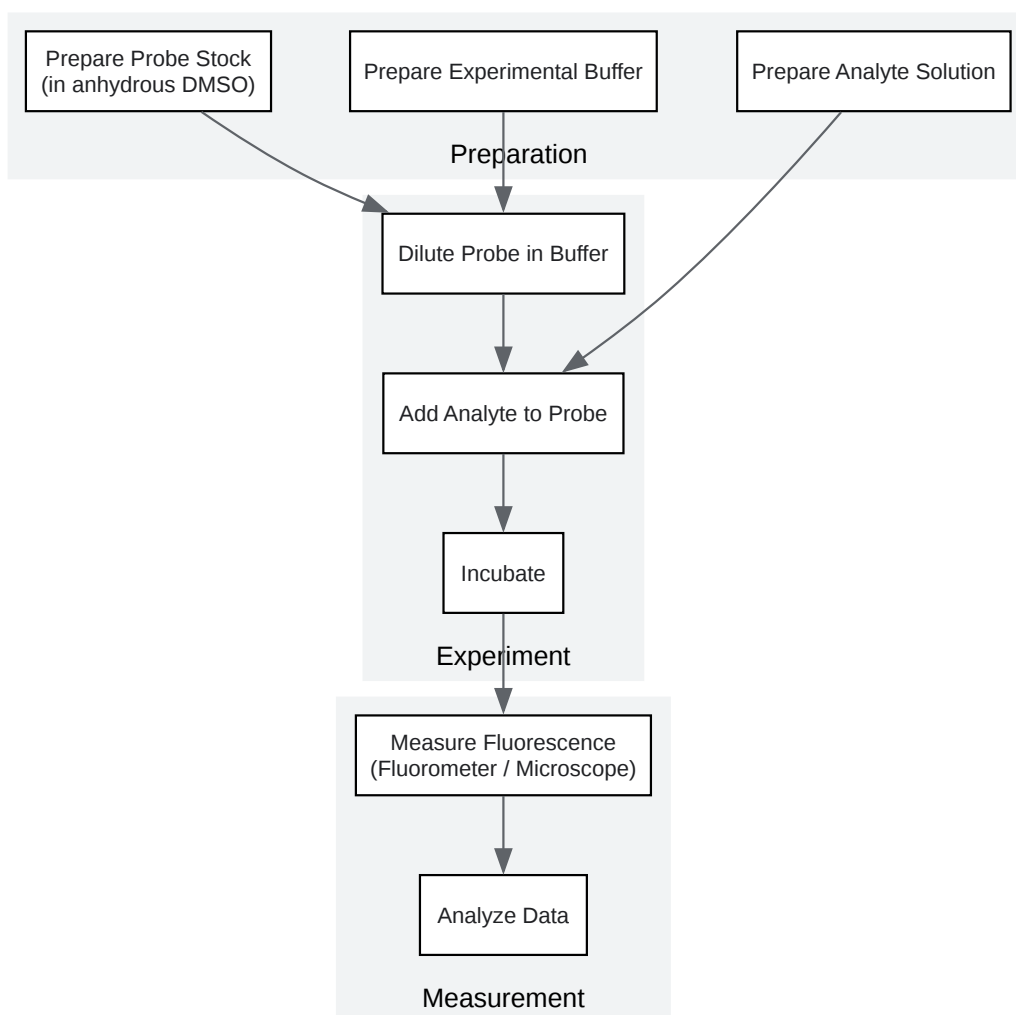 Prepare Probe Stock
(in anhydrous DMSO)
Prepare Experimental Buffer
Prepare Analyte Solution
Preparation
Dilute Probe in Buffer
Add Analyte to Probe
Incubate
Experiment
Measure Fluorescence
(Fluorometer / Microscope)
Analyze Data
Measurement